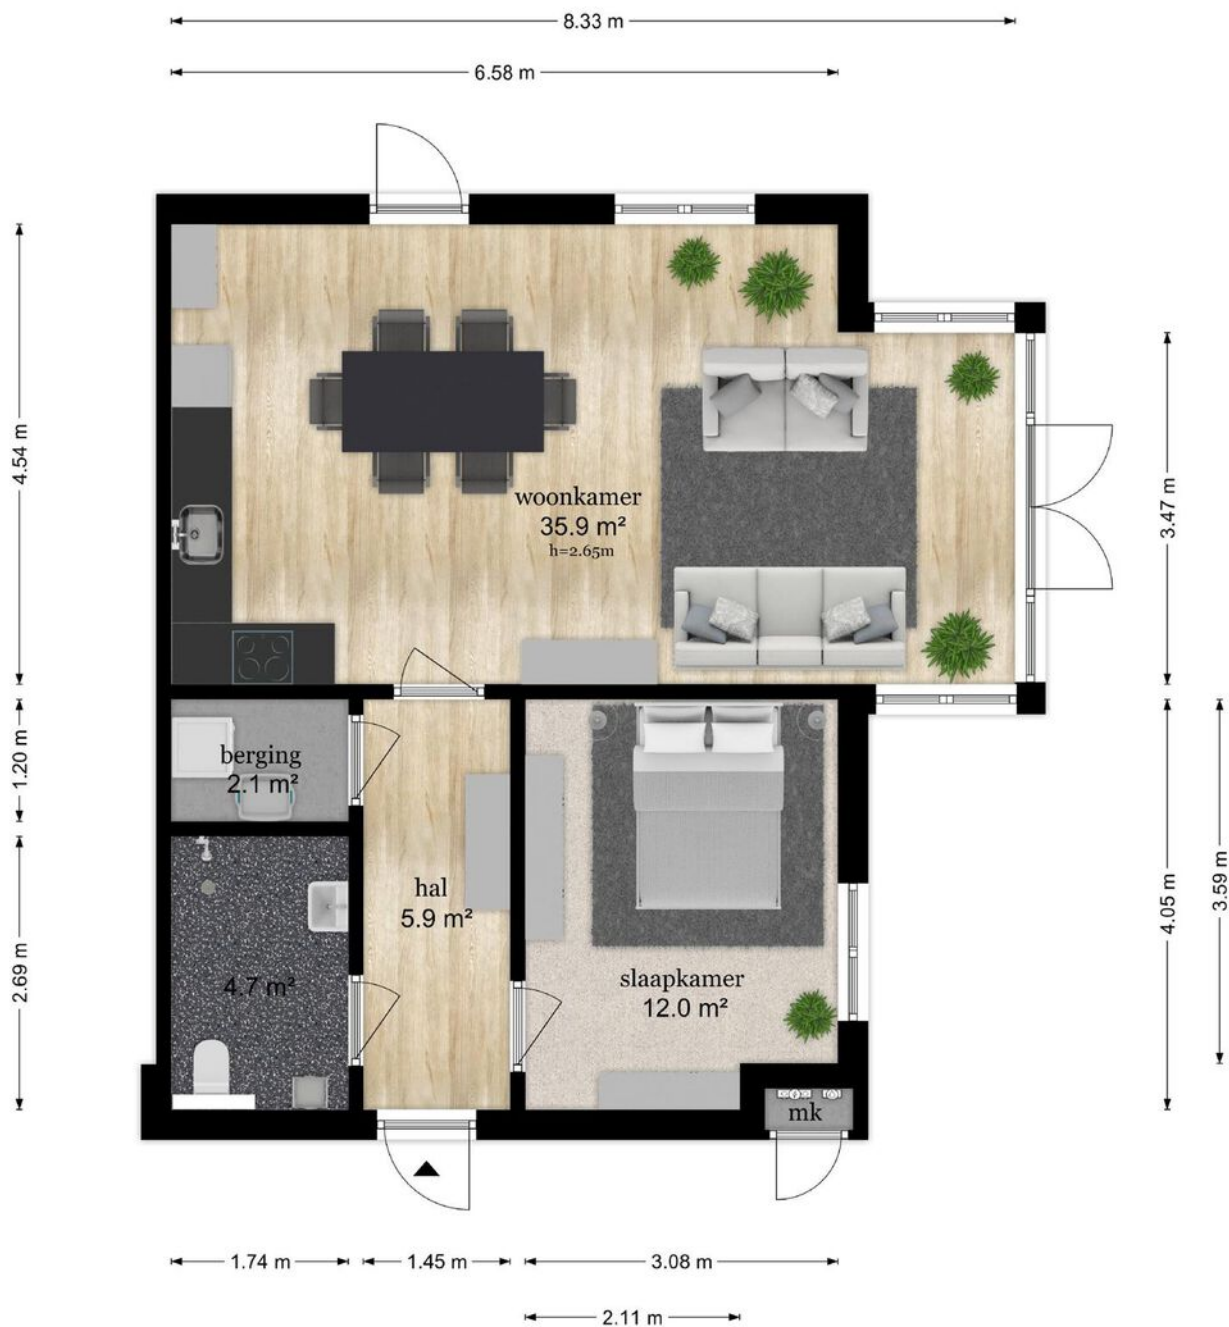 8.33 m
6.58 m
4.54 m
3.47 m
woonkamer
35.9 m²
h=2.65m
1.20 m
berging
2.1 m²
4.05 m
3.59 m
hal
5.9 m²
2.69 m
4.7 m²
slaapkamer
12.0 m²
mk
1.74 m
1.45 m
3.08 m
2.11 m